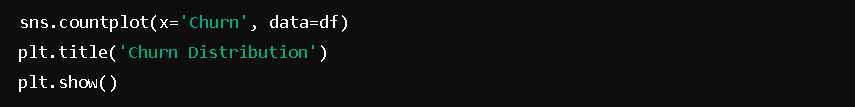 sns.countplot(x='Churn', data=df)
plt.title('Churn Distribution')
plt.show()